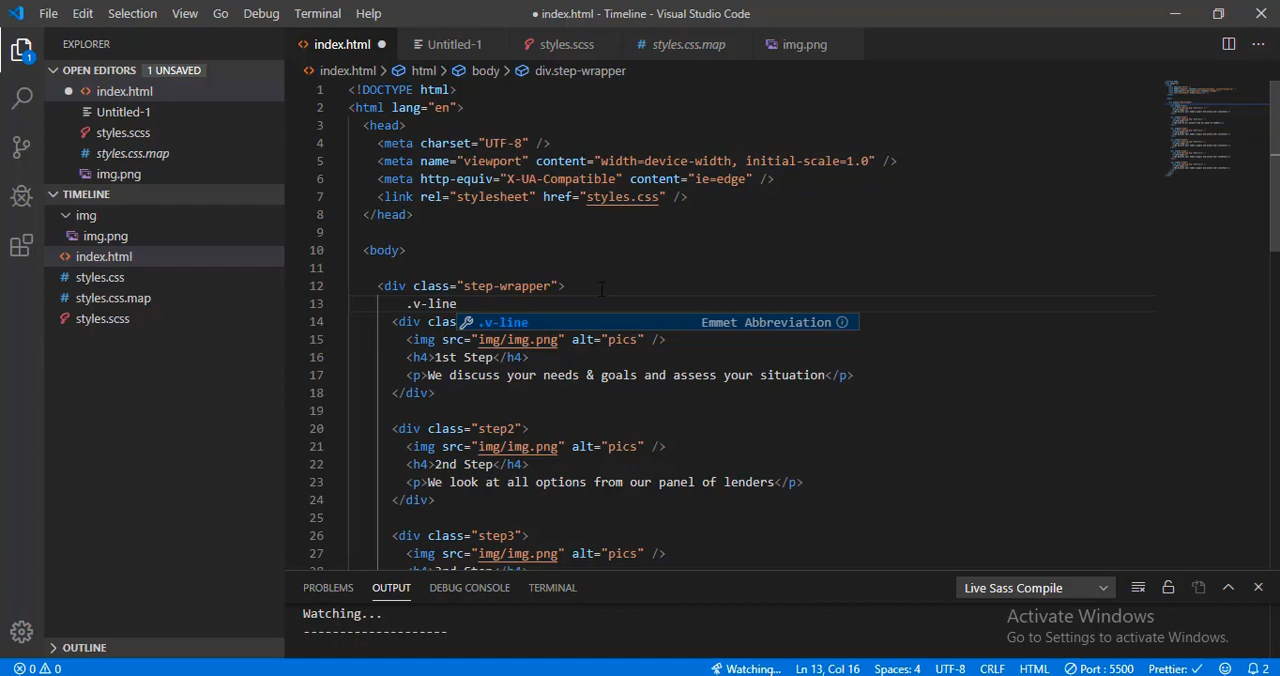 File Edit Selection View Go Debug Terminal Help ● index.html - Timeline - Visual Studio Code
EXPLORER
index.html Untitled-1 styles.scss styles.css.map img.png
OPEN EDITORS 1 UNSAVED
index.html
Untitled-1
styles.scss
styles.css.map
img.png
TIMELINE
img
img.png
index.html
styles.css
styles.css.map
styles.scss
OUTLINE
index.html > html > body > div.step-wrapper
1 <!DOCTYPE html>
2 <html lang="en">
3 <head>
4 <meta charset="UTF-8" />
5 <meta name="viewport" content="width=device-width, initial-scale=1.0" />
6 <meta http-equiv="X-UA-Compatible" content="ie=edge" />
7 <link rel="stylesheet" href="styles.css" />
8 </head>
9
10 <body>
11
12 <div class="step-wrapper">
13 .v-line
.v-line Emmet Abbreviation
14 <div clas
15 <img src="img/img.png" alt="pics" />
16 <h4>1st Step</h4>
17 <p>We discuss your needs & goals and assess your situation</p>
18 </div>
19
20 <div class="step2">
21 <img src="img/img.png" alt="pics" />
22 <h4>2nd Step</h4>
23 <p>We look at all options from our panel of lenders</p>
24 </div>
25
26 <div class="step3">
27 <img src="img/img.png" alt="pics" />
PROBLEMS OUTPUT DEBUG CONSOLE TERMINAL Live Sass Compile
Watching...
--------------------
Activate Windows
Go to Settings to activate Windows.
0 0 Watching... Ln 13, Col 16 Spaces: 4 UTF-8 CRLF HTML Port : 5500 Prettier: ✓ 2
1